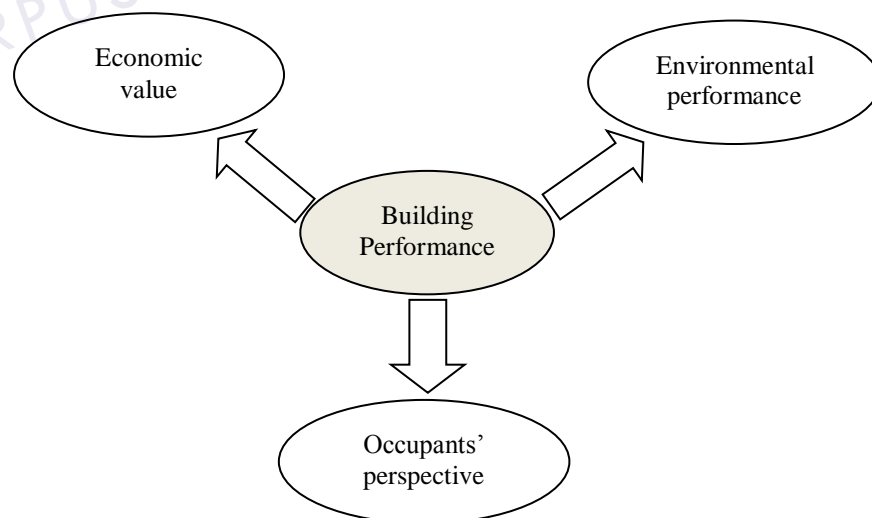 Economic
value
Environmental
performance
Building
Performance
Occupants’
perspective